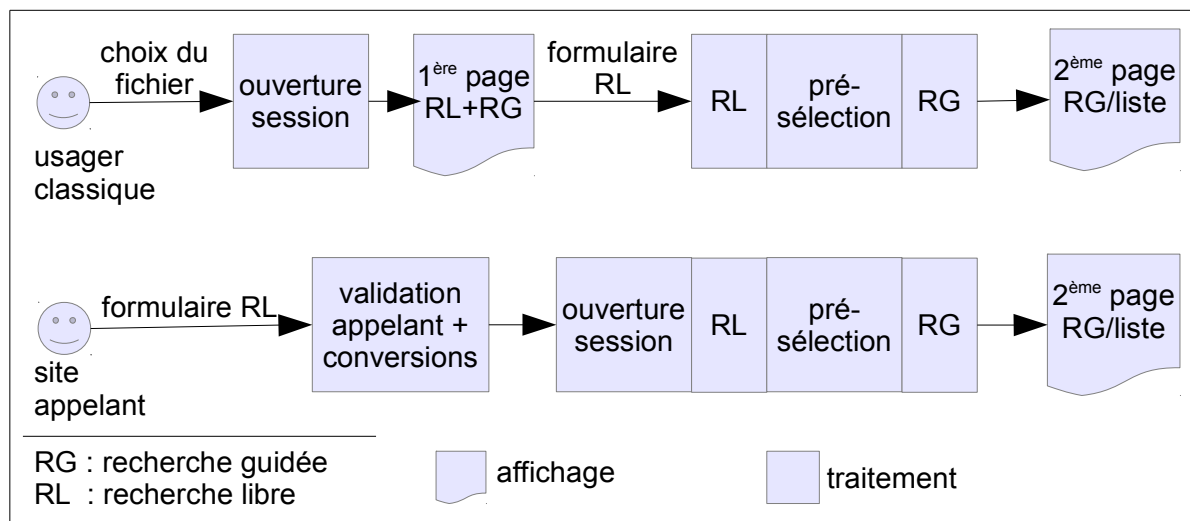 choix du
fichier
usager
classique
ouverture
session
1ère page
RL+RG
formulaire
RL
RL
pré-
sélection
RG
2ème page
RG/liste
formulaire RL
site
appelant
validation
appelant +
conversions
ouverture
session
RL
pré-
sélection
RG
2ème page
RG/liste
RG : recherche guidée
RL : recherche libre
affichage
traitement